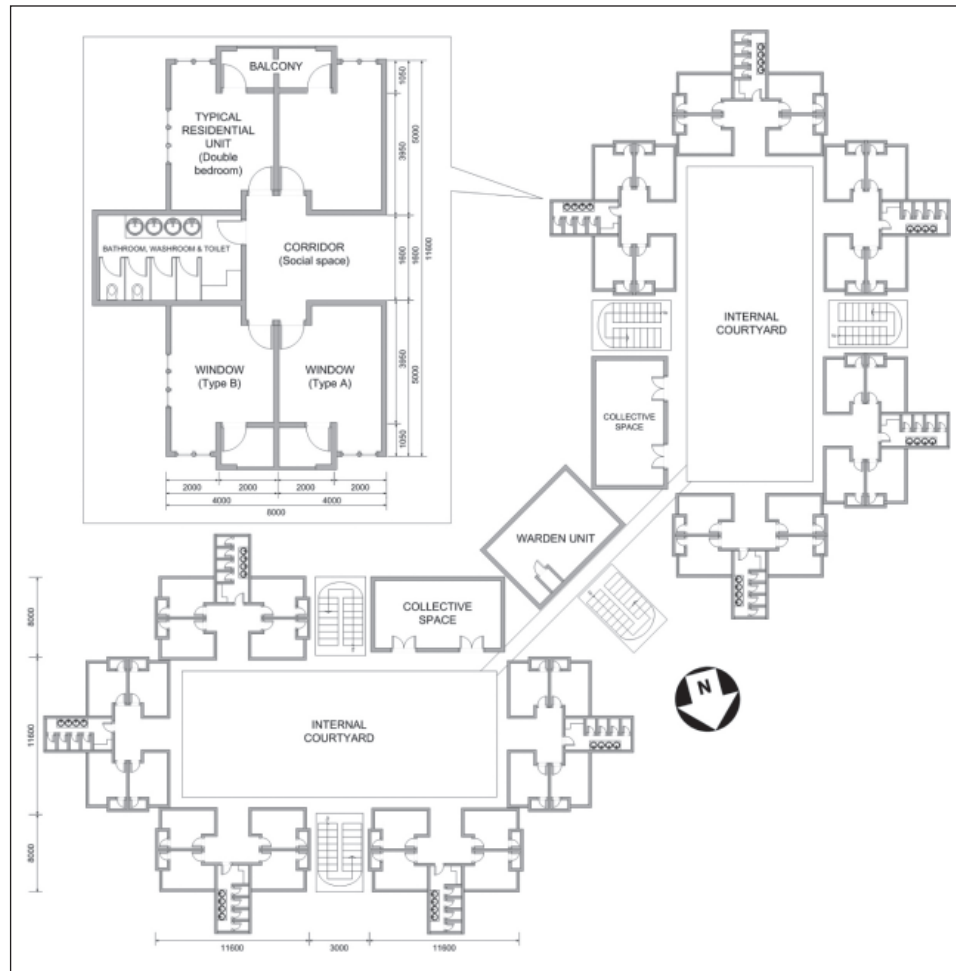 BALCONY
TYPICAL
RESIDENTIAL
UNIT
(Double
bedroom)
BATHROOM, WASHROOM & TOILET
CORRIDOR
(Social space)
WINDOW
(Type B)
WINDOW
(Type A)
1050
3950
5000
1600
1600
11600
3950
5000
1050
2000
2000
2000
2000
4000
4000
8000
INTERNAL
COURTYARD
COLLECTIVE
SPACE
WARDEN UNIT
COLLECTIVE
SPACE
INTERNAL
COURTYARD
N
8000
11600
8000
11600
3000
11600